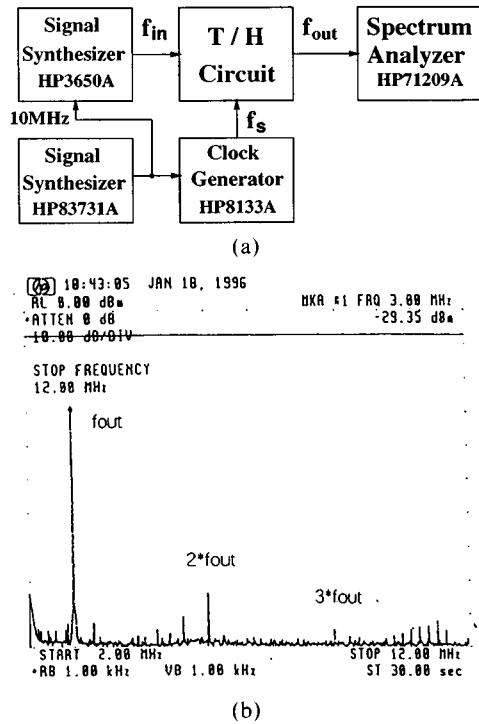 Signal Synthesizer HP3650A
f_in
T / H Circuit
f_out
Spectrum Analyzer HP71209A
10MHz
f_s
Signal Synthesizer HP83731A
Clock Generator HP8133A
(a)
10:43:05 JAN 18, 1996
RL 0.00 dBm
MKR #1 FRQ 3.00 MHz
*ATTEN 0 dB
-29.35 dBm
10.00 dB/DIV
STOP FREQUENCY
12.00 MHz
fout
2*fout
3*fout
START 2.00 MHz
STOP 12.00 MHz
*RB 1.00 kHz
VB 1.00 kHz
ST 30.00 sec
(b)